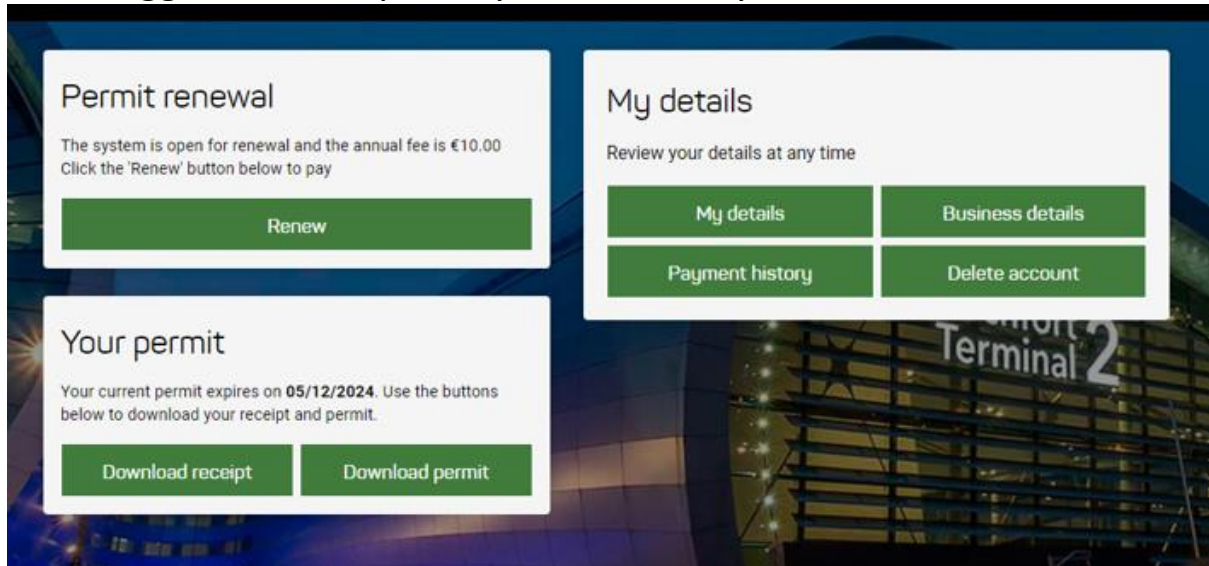 Permit renewal
The system is open for renewal and the annual fee is €10.00
Click the 'Renew' button below to pay
Renew
My details
Review your details at any time
My details
Business details
Payment history
Delete account
Your permit
Your current permit expires on 05/12/2024. Use the buttons
below to download your receipt and permit.
Download receipt
Download permit
Terminal 2